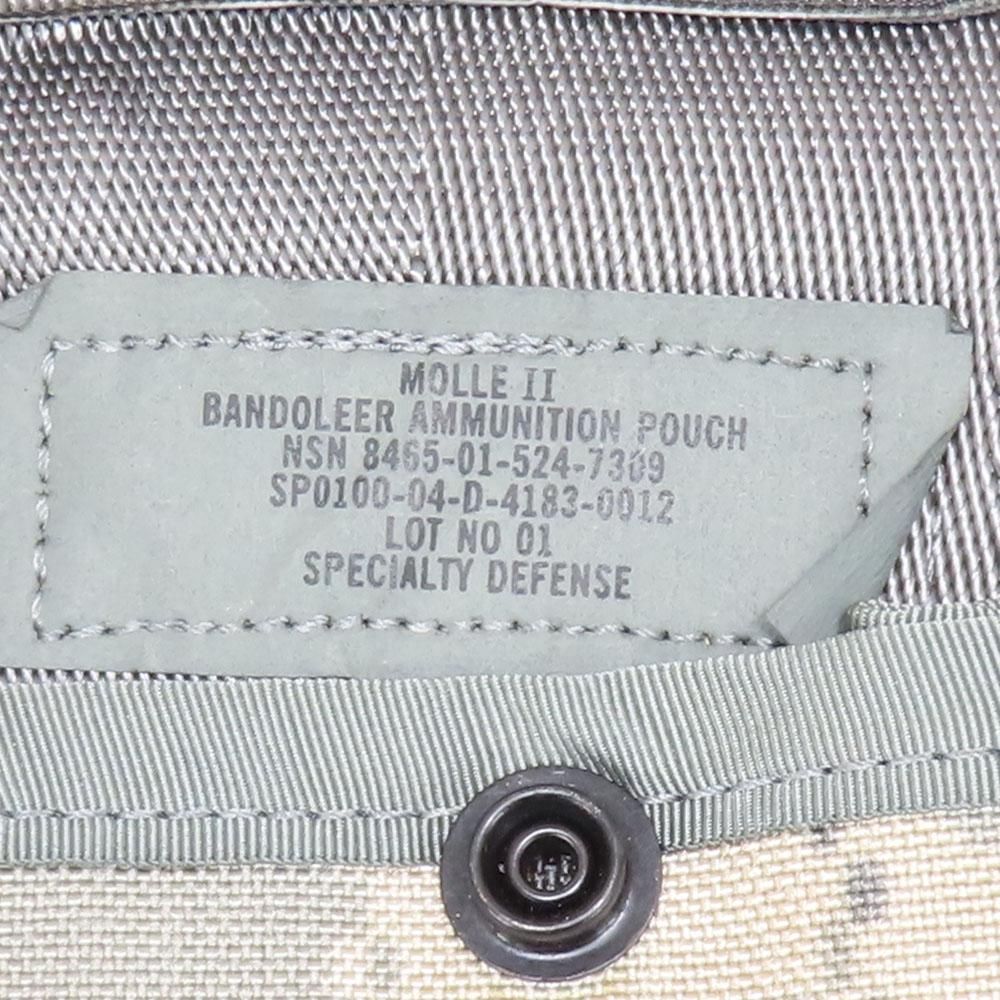 MOLLE II
BANDOLEER AMMUNITION POUCH
NSN 8465-01-524-7309
SP0100-04-D-4183-0012
LOT NO 01
SPECIALTY DEFENSE